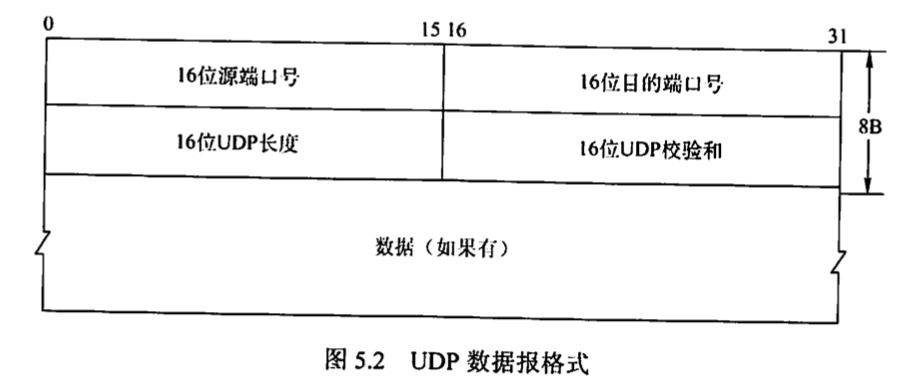 0 15 16 31
16位源端口号 16位目的端口号
8B
16位UDP长度 16位UDP校验和
数据（如果有）
图 5.2 UDP 数据报格式